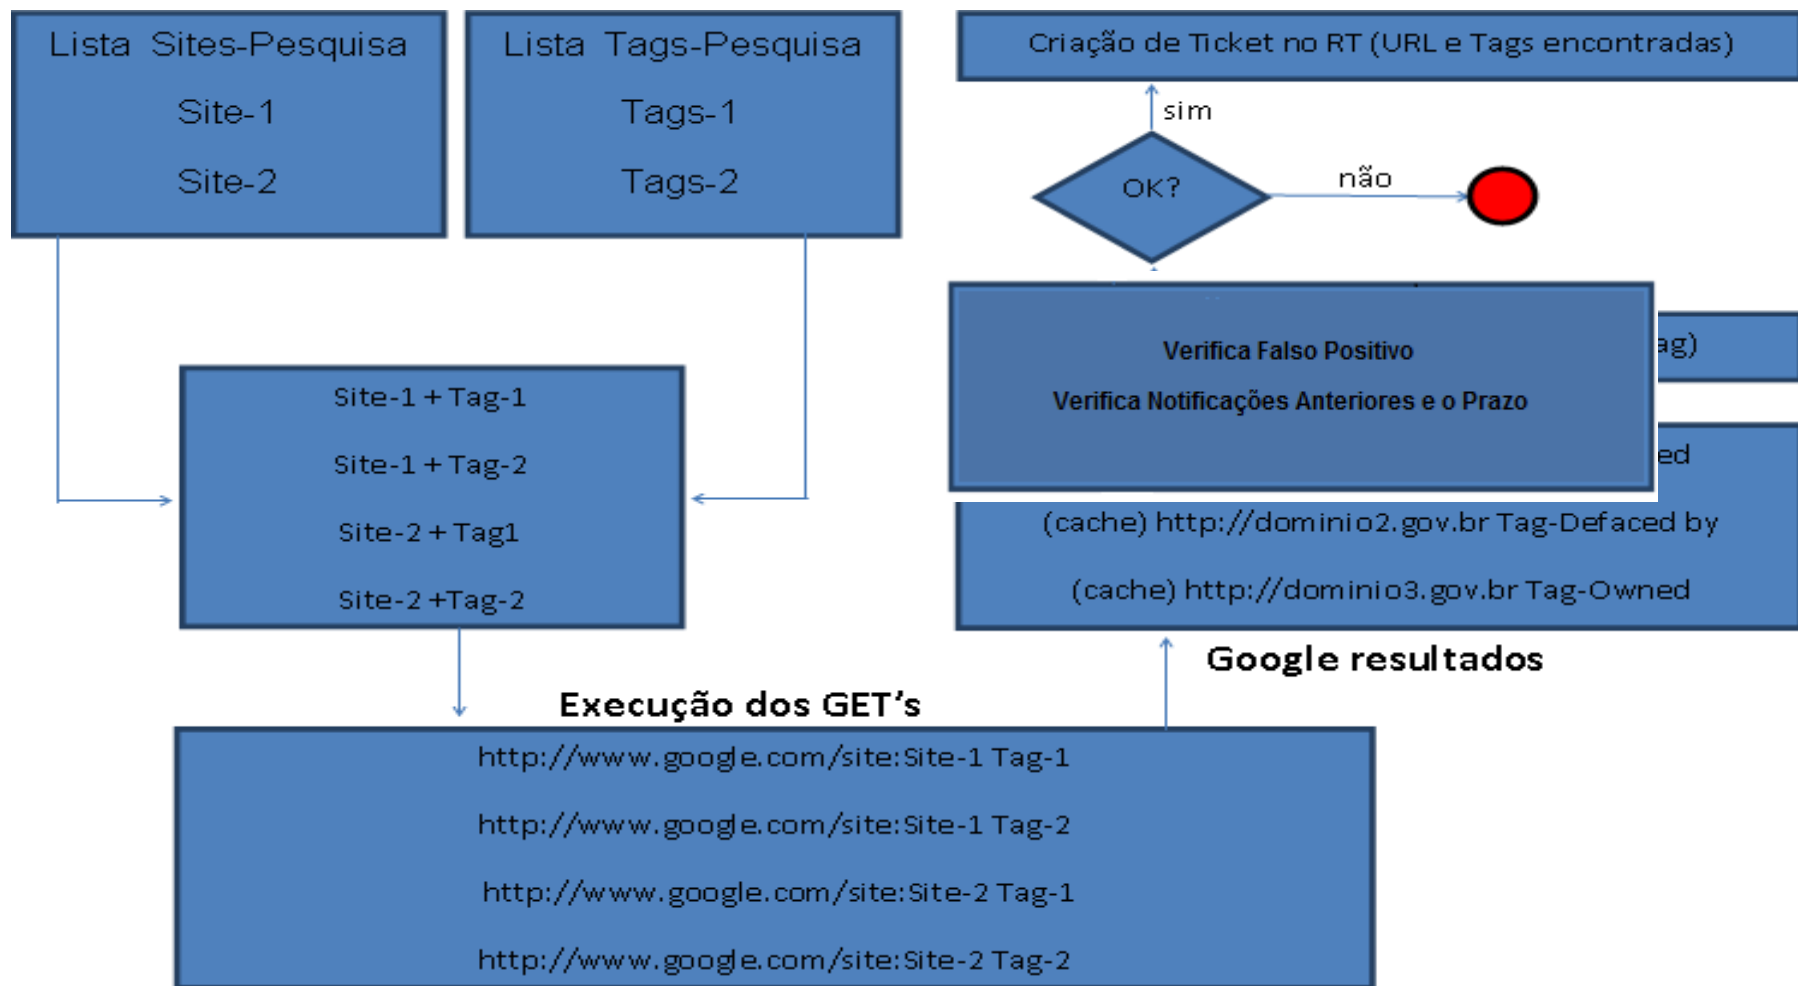 Lista Sites-Pesquisa
Site-1
Site-2
Lista Tags-Pesquisa
Tags-1
Tags-2
Site-1 + Tag-1
Site-1 + Tag-2
Site-2 + Tag1
Site-2 +Tag-2
Execução dos GET's
http://www.google.com/site:Site-1 Tag-1
http://www.google.com/site:Site-1 Tag-2
http://www.google.com/site:Site-2 Tag-1
http://www.google.com/site:Site-2 Tag-2
Google resultados
(cache) http://dominio2.gov.br Tag-Defaced by
(cache) http://dominio3.gov.br Tag-Owned
Verifica Falso Positivo
Verifica Notificações Anteriores e o Prazo
OK?
não
sim
Criação de Ticket no RT (URL e Tags encontradas)